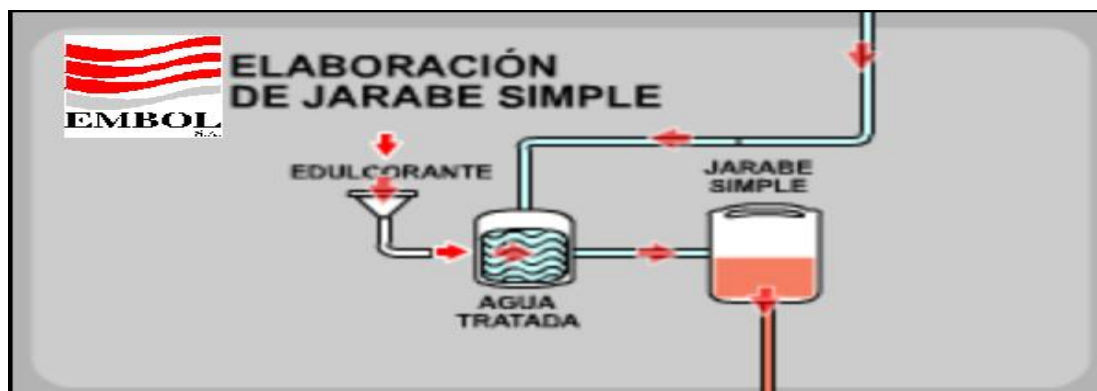 ELABORACIÓN
DE JARABE SIMPLE
EMBOL
S.A.
EDULCORANTE
JARABE
SIMPLE
AGUA
TRATADA